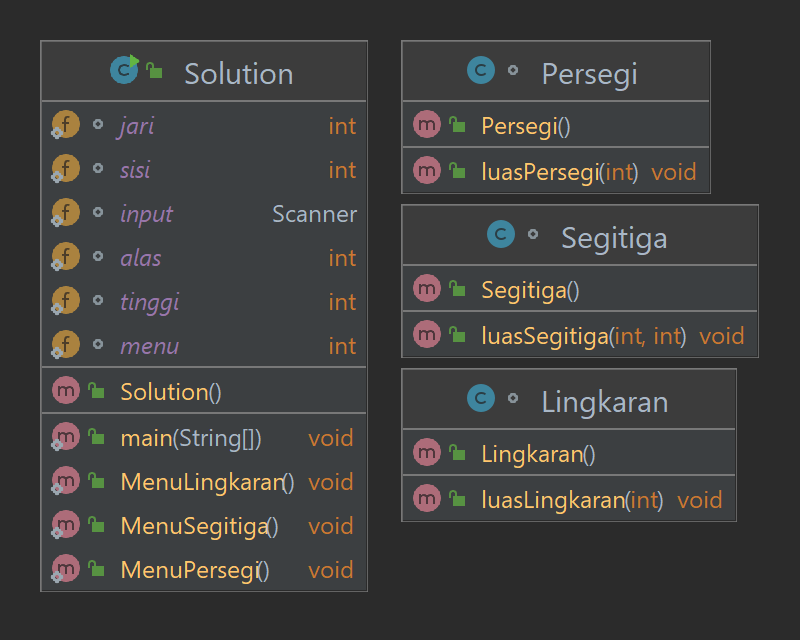 Solution
jari int
sisi int
input Scanner
alas int
tinggi int
menu int
Solution()
main(String[]) void
MenuLingkaran() void
MenuSegitiga() void
MenuPersegi() void
Persegi
Persegi()
luasPersegi(int) void
Segitiga
Segitiga()
luasSegitiga(int, int) void
Lingkaran
Lingkaran()
luasLingkaran(int) void